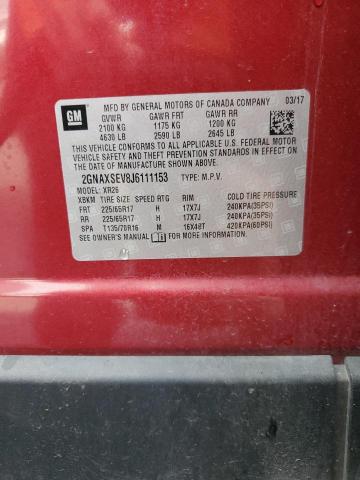 GM
MFD BY GENERAL MOTORS OF CANADA COMPANY 03/17
GVWR GAWR FRT GAWR RR
2100 KG 1175 KG 1200 KG
4630 LB 2590 LB 2645 LB
THIS VEHICLE CONFORMS TO ALL APPLICABLE U.S. FEDERAL MOTOR
VEHICLE SAFETY AND THEFT PREVENTION STANDARDS IN EFFECT ON
THE DATE OF MANUFACTURE SHOWN ABOVE.
2GNAXSEV8J6111153 TYPE: M.P.V.
MODEL: XR26 COLD TIRE PRESSURE
XBKM TIRE SIZE SPEED RTG RIM
FRT 225/65R17 H 17X7J 240KPA(35PSI)
RR 225/65R17 H 17X7J 240KPA(35PSI)
SPA T135/70R16 M 16X4BT 420KPA(60PSI)
SEE OWNER'S MANUAL FOR MORE INFORMATION.